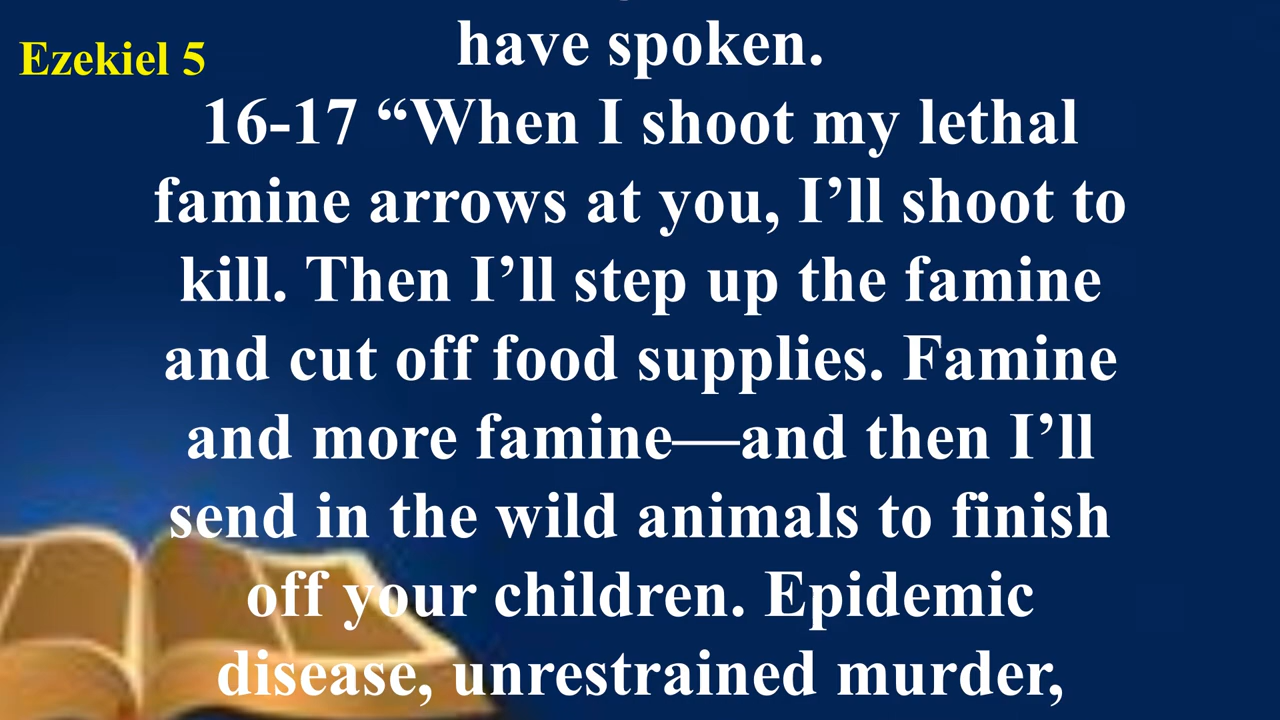 Ezekiel 5
have spoken.
16-17 “When I shoot my lethal
famine arrows at you, I’ll shoot to
kill. Then I’ll step up the famine
and cut off food supplies. Famine
and more famine—and then I’ll
send in the wild animals to finish
off your children. Epidemic
disease, unrestrained murder,